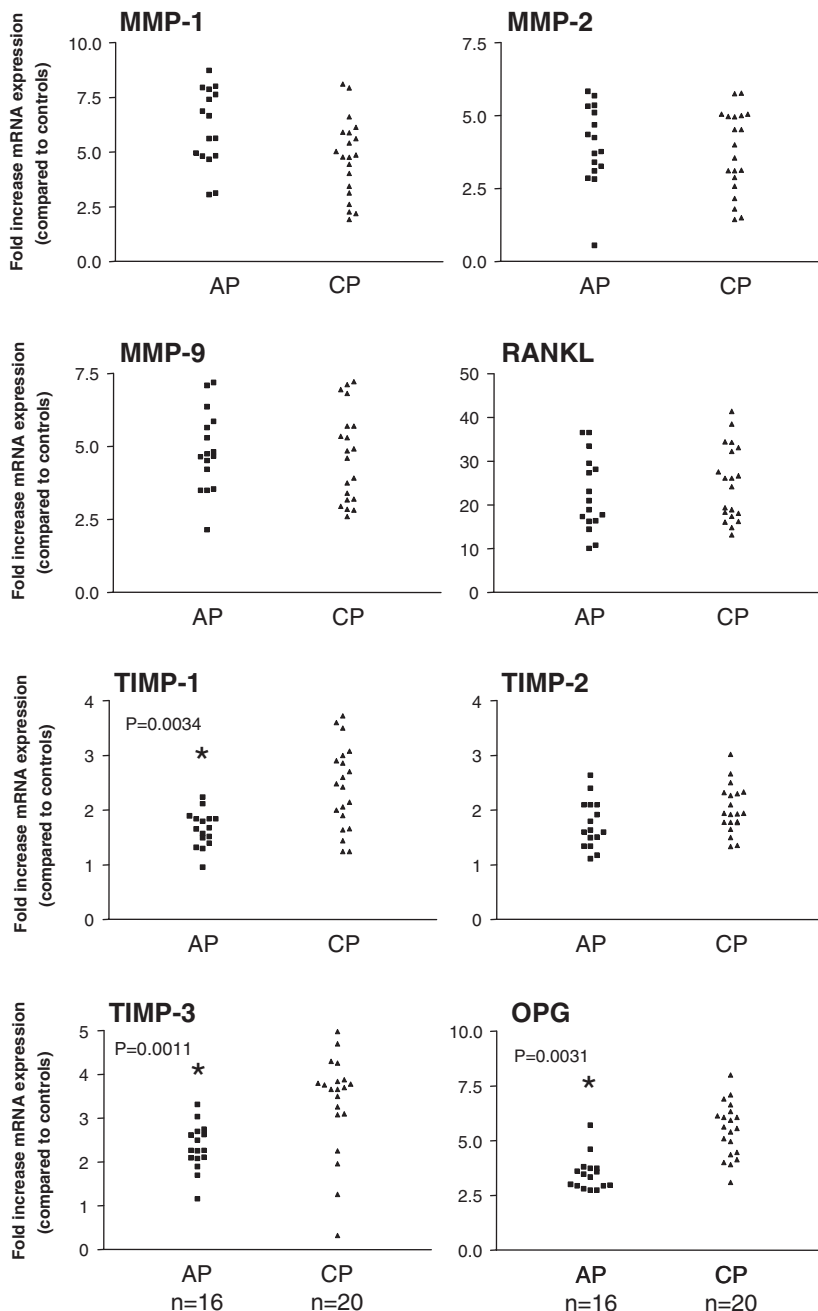 MMP-1
MMP-2
Fold increase mRNA expression
(compared to controls)
10.0
7.5
5.0
2.5
0.0
7.5
5.0
2.5
0.0
AP
CP
AP
CP
MMP-9
RANKL
Fold increase mRNA expression
(compared to controls)
7.5
5.0
2.5
0.0
50
40
30
20
10
0
AP
CP
AP
CP
TIMP-1
TIMP-2
Fold increase mRNA expression
(compared to controls)
4
3
2
1
0
P=0.0034
*
4
3
2
1
0
AP
CP
AP
CP
TIMP-3
OPG
Fold increase mRNA expression
(compared to controls)
5
4
3
2
1
0
P=0.0011
*
10.0
7.5
5.0
2.5
0.0
P=0.0031
*
AP
CP
AP
CP
n=16
n=20
n=16
n=20